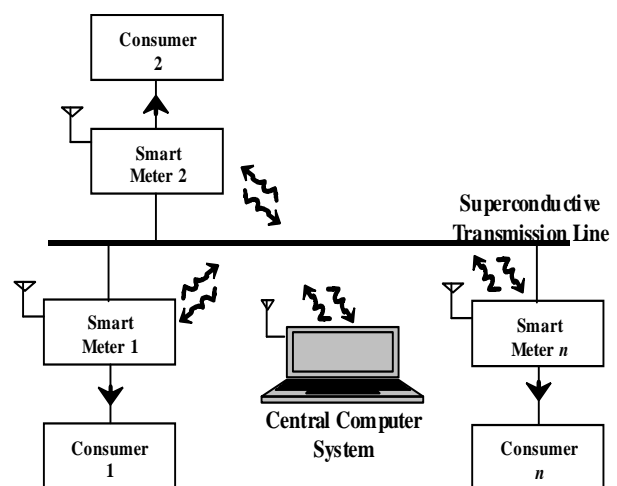 Consumer
2
Smart
Meter 2
Superconductive
Transmission Line
Smart
Meter 1
Smart
Meter n
Central Computer
System
Consumer
1
Consumer
n